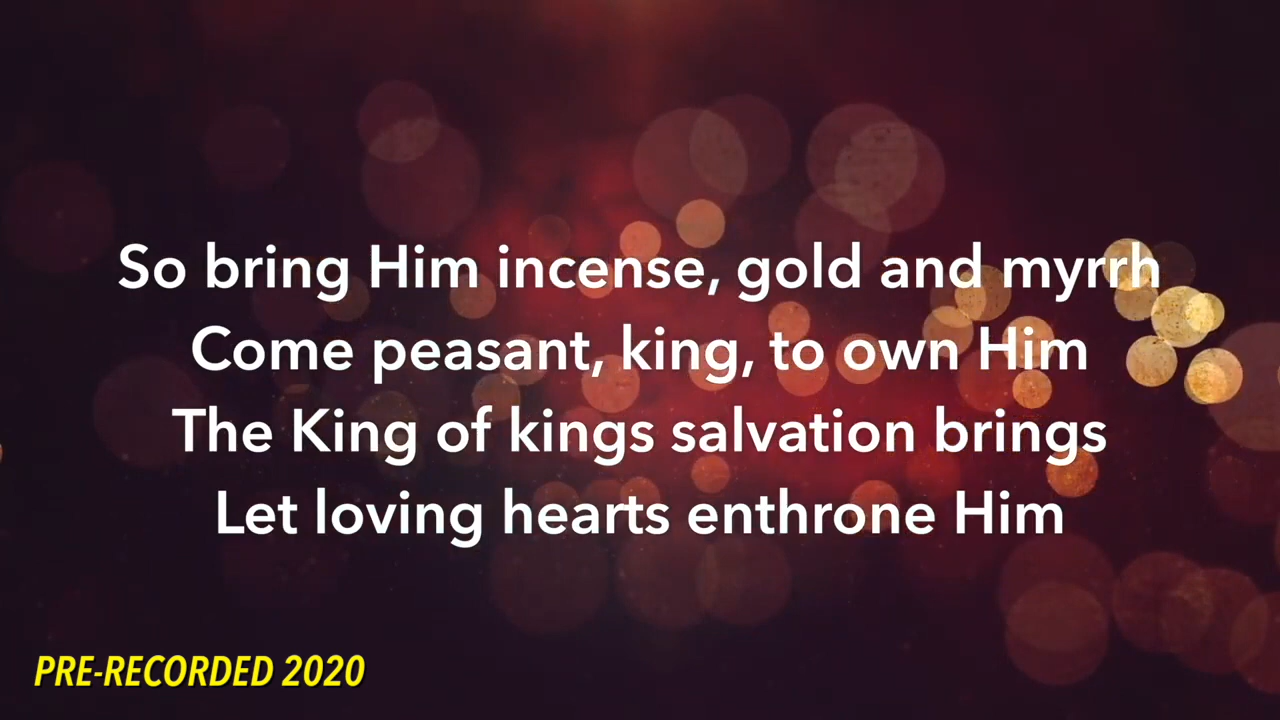 So bring Him incense, gold and myrrh
Come peasant, king, to own Him
The King of kings salvation brings
Let loving hearts enthrone Him
PRE-RECORDED 2020